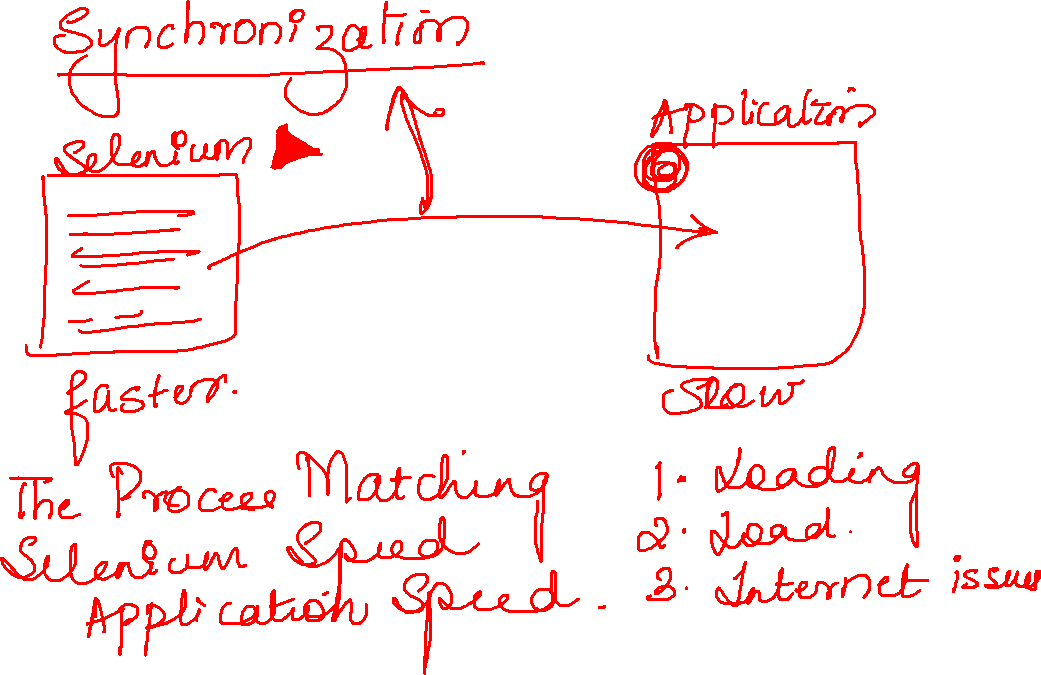 Synchronization
Selenium
Application
faster.
Slow
The Process Matching
Selenium Speed
Application Speed.
1. Loading
2. Load.
3. Internet issue